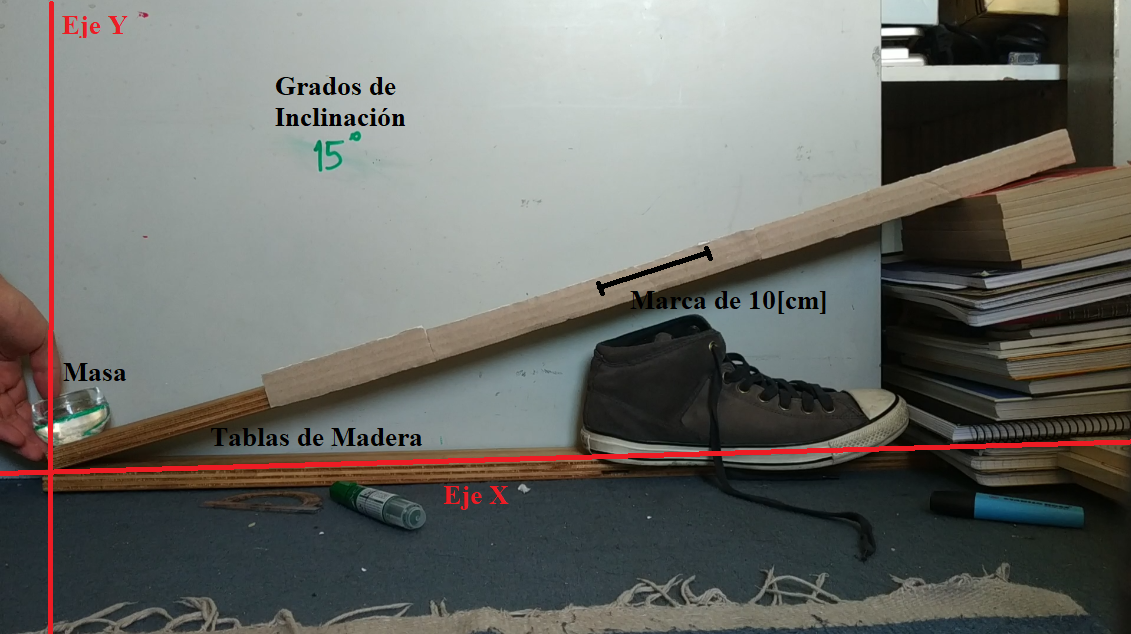 Eje Y
Grados de
Inclinación
15°
Marca de 10[cm]
Masa
Tablas de Madera
Eje X